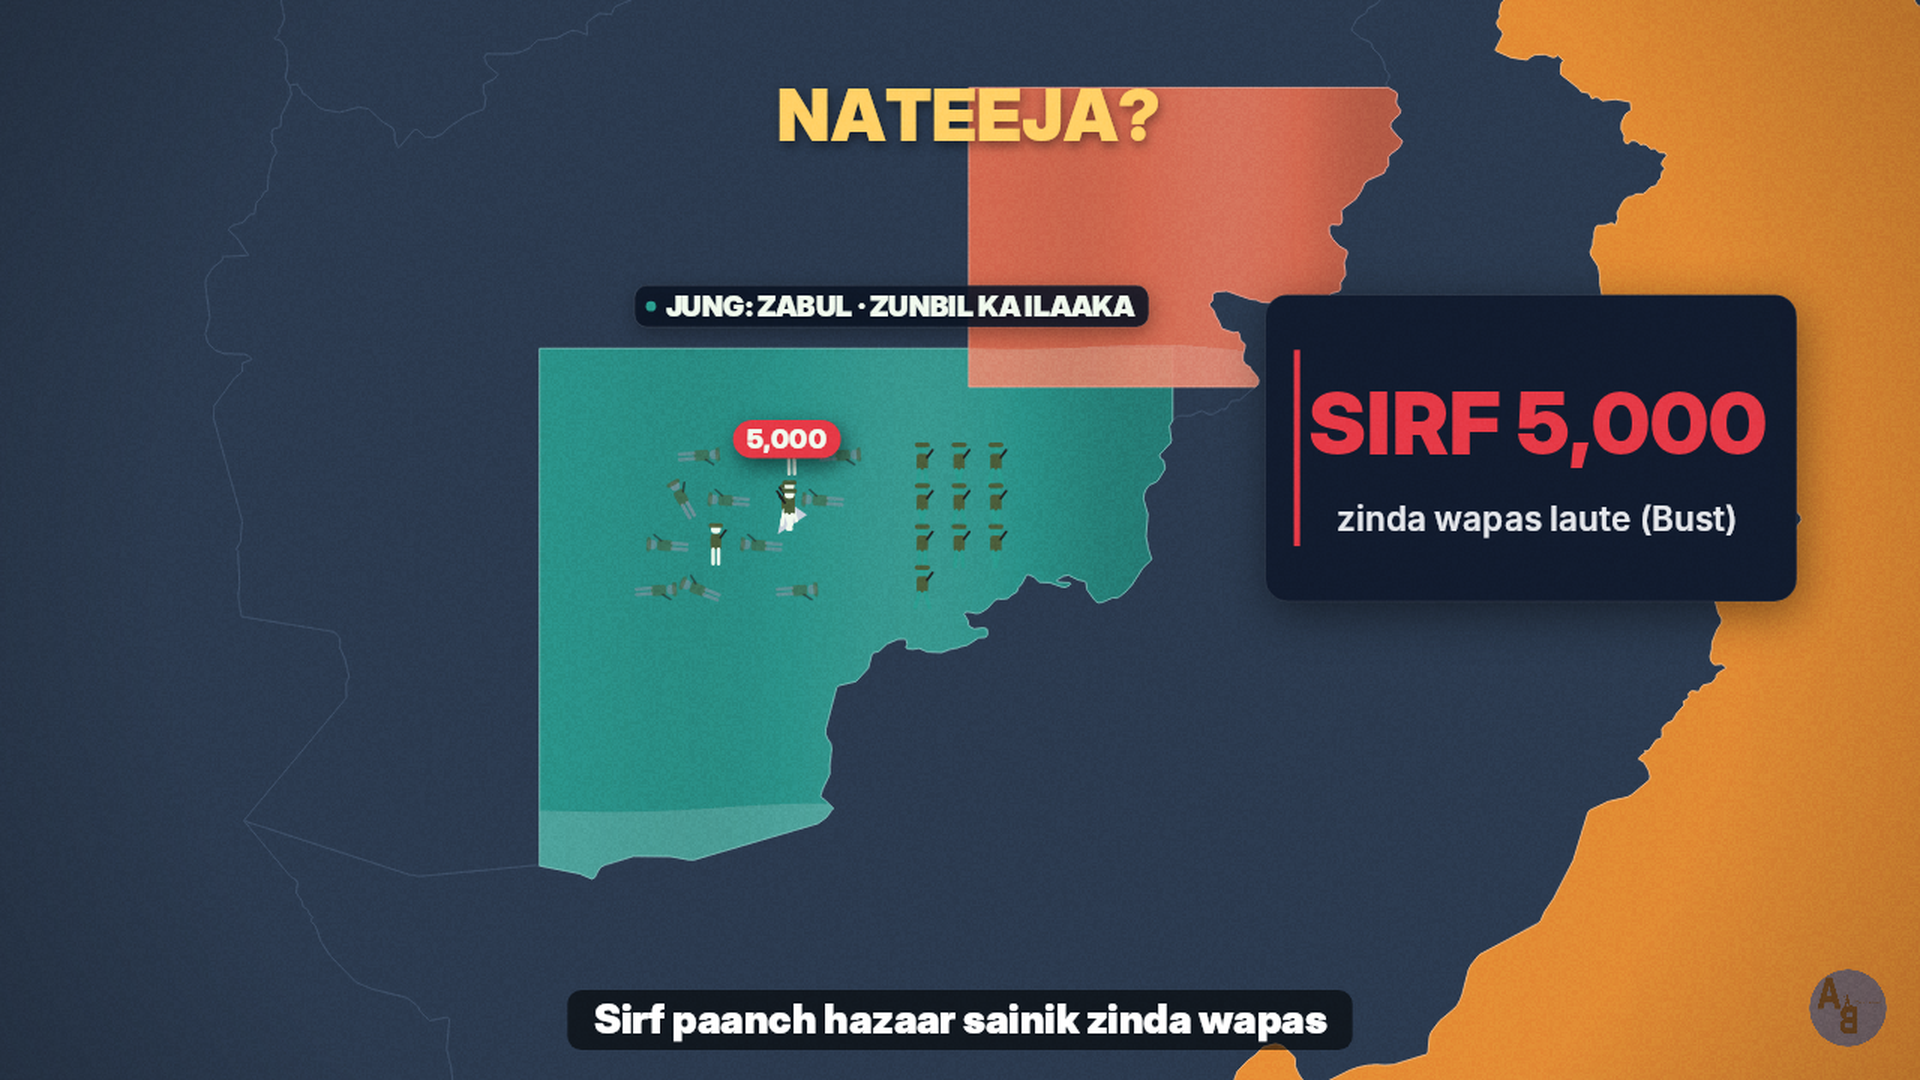 NATEEJA?
JUNG: ZABUL · ZUNBIL KA ILAAKA
5,000
SIRF 5,000
zinda wapas laute (Bust)
Sirf paanch hazaar sainik zinda wapas
A
B